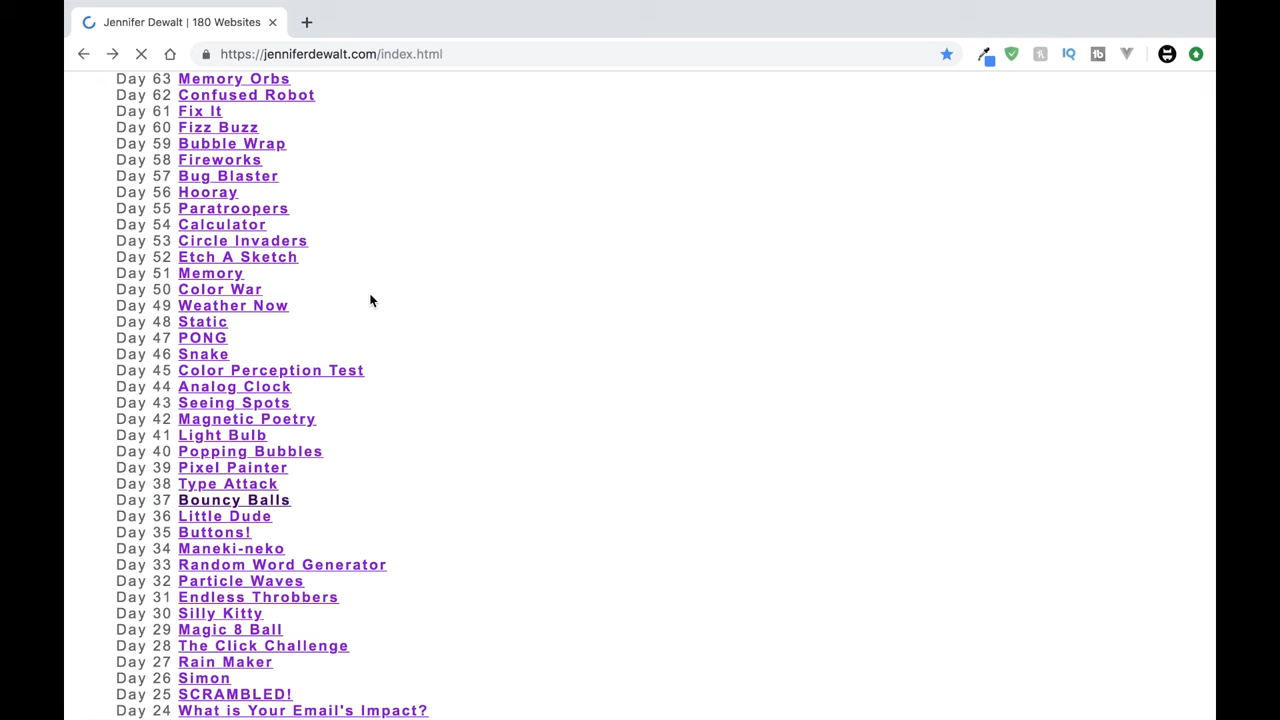 Jennifer Dewalt | 180 Websites
https://jenniferdewalt.com/index.html
Day 63 Memory Orbs
Day 62 Confused Robot
Day 61 Fix It
Day 60 Fizz Buzz
Day 59 Bubble Wrap
Day 58 Fireworks
Day 57 Bug Blaster
Day 56 Hooray
Day 55 Paratroopers
Day 54 Calculator
Day 53 Circle Invaders
Day 52 Etch A Sketch
Day 51 Memory
Day 50 Color War
Day 49 Weather Now
Day 48 Static
Day 47 PONG
Day 46 Snake
Day 45 Color Perception Test
Day 44 Analog Clock
Day 43 Seeing Spots
Day 42 Magnetic Poetry
Day 41 Light Bulb
Day 40 Popping Bubbles
Day 39 Pixel Painter
Day 38 Type Attack
Day 37 Bouncy Balls
Day 36 Little Dude
Day 35 Buttons!
Day 34 Maneki-neko
Day 33 Random Word Generator
Day 32 Particle Waves
Day 31 Endless Throbbers
Day 30 Silly Kitty
Day 29 Magic 8 Ball
Day 28 The Click Challenge
Day 27 Rain Maker
Day 26 Simon
Day 25 SCRAMBLED!
Day 24 What is Your Email's Impact?